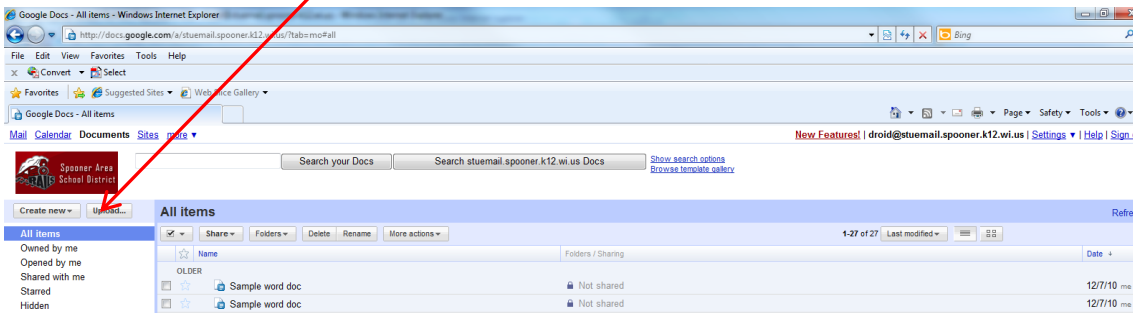 Google Docs - All items - Windows Internet Explorer
http://docs.google.com/a/stuemail.spooner.k12.wi.us/?tab=mo#all
Bing
File Edit View Favorites Tools Help
x Convert Select
Favorites Suggested Sites Web Slice Gallery
Google Docs - All items
Page Safety Tools
Mail Calendar Documents Sites more
New Features! | droid@stuemail.spooner.k12.wi.us | Settings | Help | Sign
Spooner Area
School District
RAILS
Search your Docs
Search stuemail.spooner.k12.wi.us Docs
Show search options
Browse template gallery
Create new
Upload...
All items
Refre
All items
Owned by me
Opened by me
Shared with me
Starred
Hidden
Share Folders Delete Rename More actions
1-27 of 27 Last modified
Name Folders / Sharing Date
OLDER
Sample word doc Not shared 12/7/10 me
Sample word doc Not shared 12/7/10 me